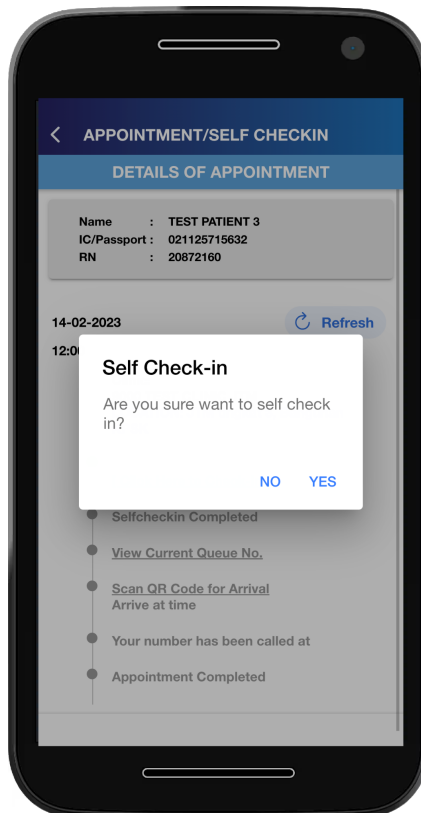 APPOINTMENT/SELF CHECKIN
DETAILS OF APPOINTMENT
Name : TEST PATIENT 3
IC/Passport : 021125715632
RN : 20872160
14-02-2023
Refresh
12:0
Self Check-in
Are you sure want to self check
in?
NO YES
Selfcheckin Completed
View Current Queue No.
Scan QR Code for Arrival
Arrive at time
Your number has been called at
Appointment Completed